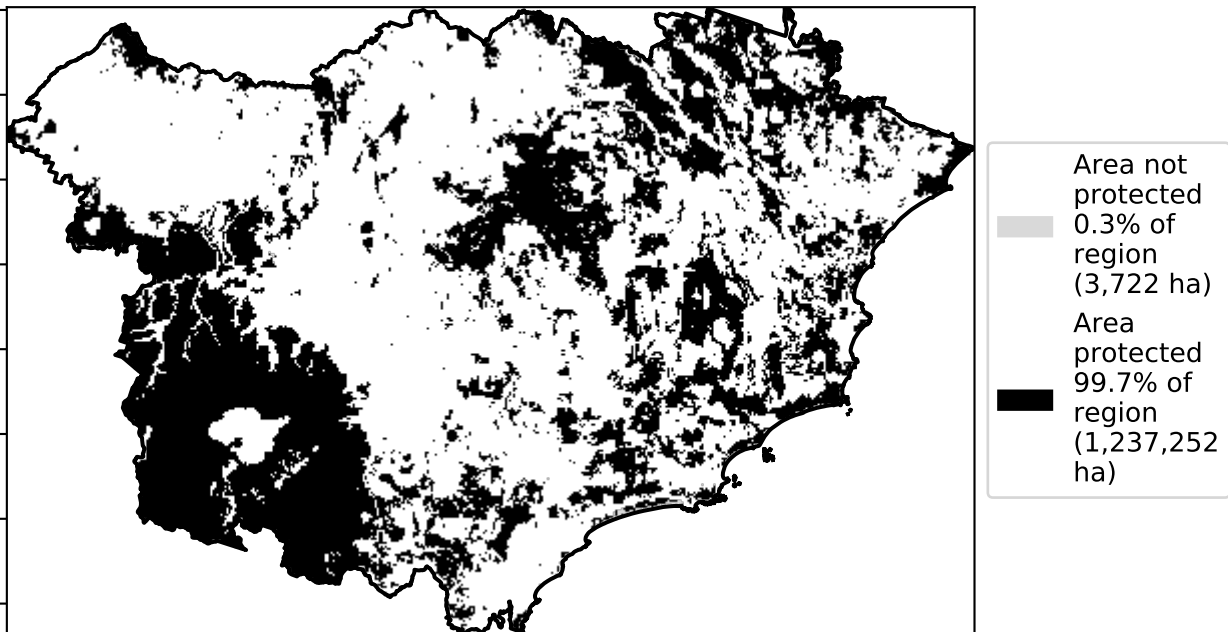 Area not
protected
0.3% of
region
(3,722 ha)
Area
protected
99.7% of
region
(1,237,252
ha)